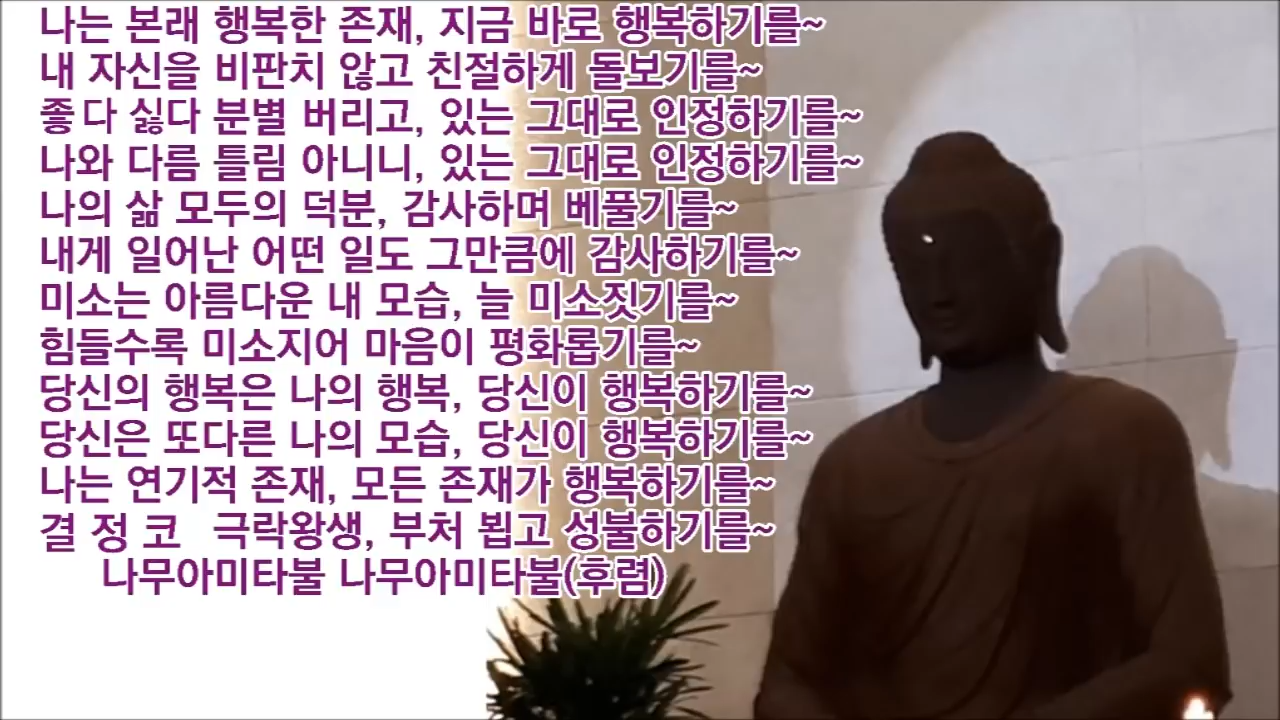 나는 본래 행복한 존재, 지금 바로 행복하기를~
내 자신을 비판치 않고 친절하게 돌보기를~
좋다 싫다 분별 버리고, 있는 그대로 인정하기를~
나와 다름 틀림 아니니, 있는 그대로 인정하기를~
나의 삶 모두의 덕분, 감사하며 베풀기를~
내게 일어난 어떤 일도 그만큼에 감사하기를~
미소는 아름다운 내 모습, 늘 미소짓기를~
힘들수록 미소지어 마음이 평화롭기를~
당신의 행복은 나의 행복, 당신이 행복하기를~
당신은 또다른 나의 모습, 당신이 행복하기를~
나는 연기적 존재, 모든 존재가 행복하기를~
결 정 코 극락왕생, 부처 뵙고 성불하기를~
나무아미타불 나무아미타불(후렴)